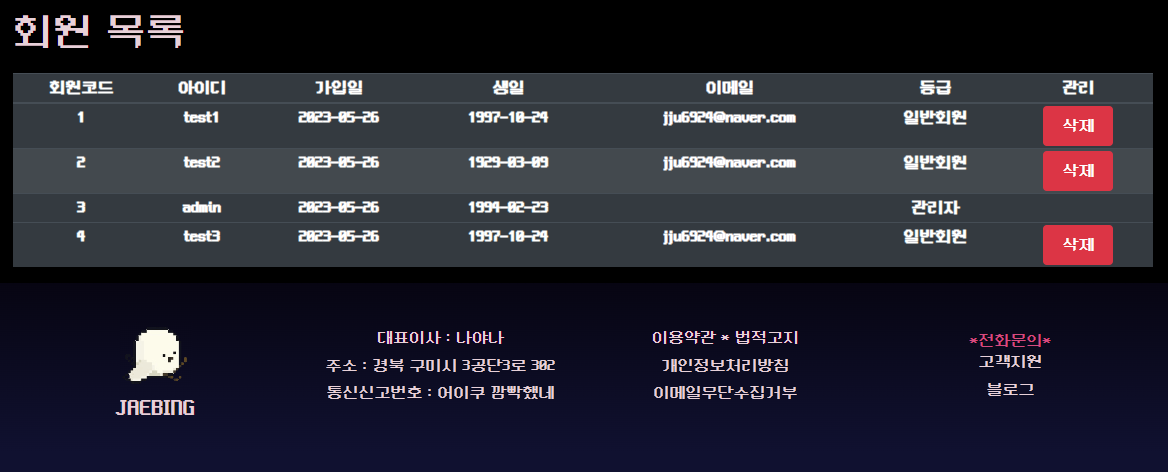 회원 목록
회원코드 아이디 가입일 생일 이메일 등급 관리
1 test1 2023-05-26 1997-10-24 jju6924@naver.com 일반회원 삭제
2 test2 2023-05-26 1929-03-09 jju6924@naver.com 일반회원 삭제
3 admin 2023-05-26 1994-02-23 관리자
4 test3 2023-05-26 1997-10-24 jju6924@naver.com 일반회원 삭제
JAEBING
대표이사 : 나야나
주소 : 경북 구미시 3공단3로 302
통신신고번호 : 어이쿠 깜빡했네
이용약관 * 법적고지
개인정보처리방침
이메일무단수집거부
*전화문의*
고객지원
블로그